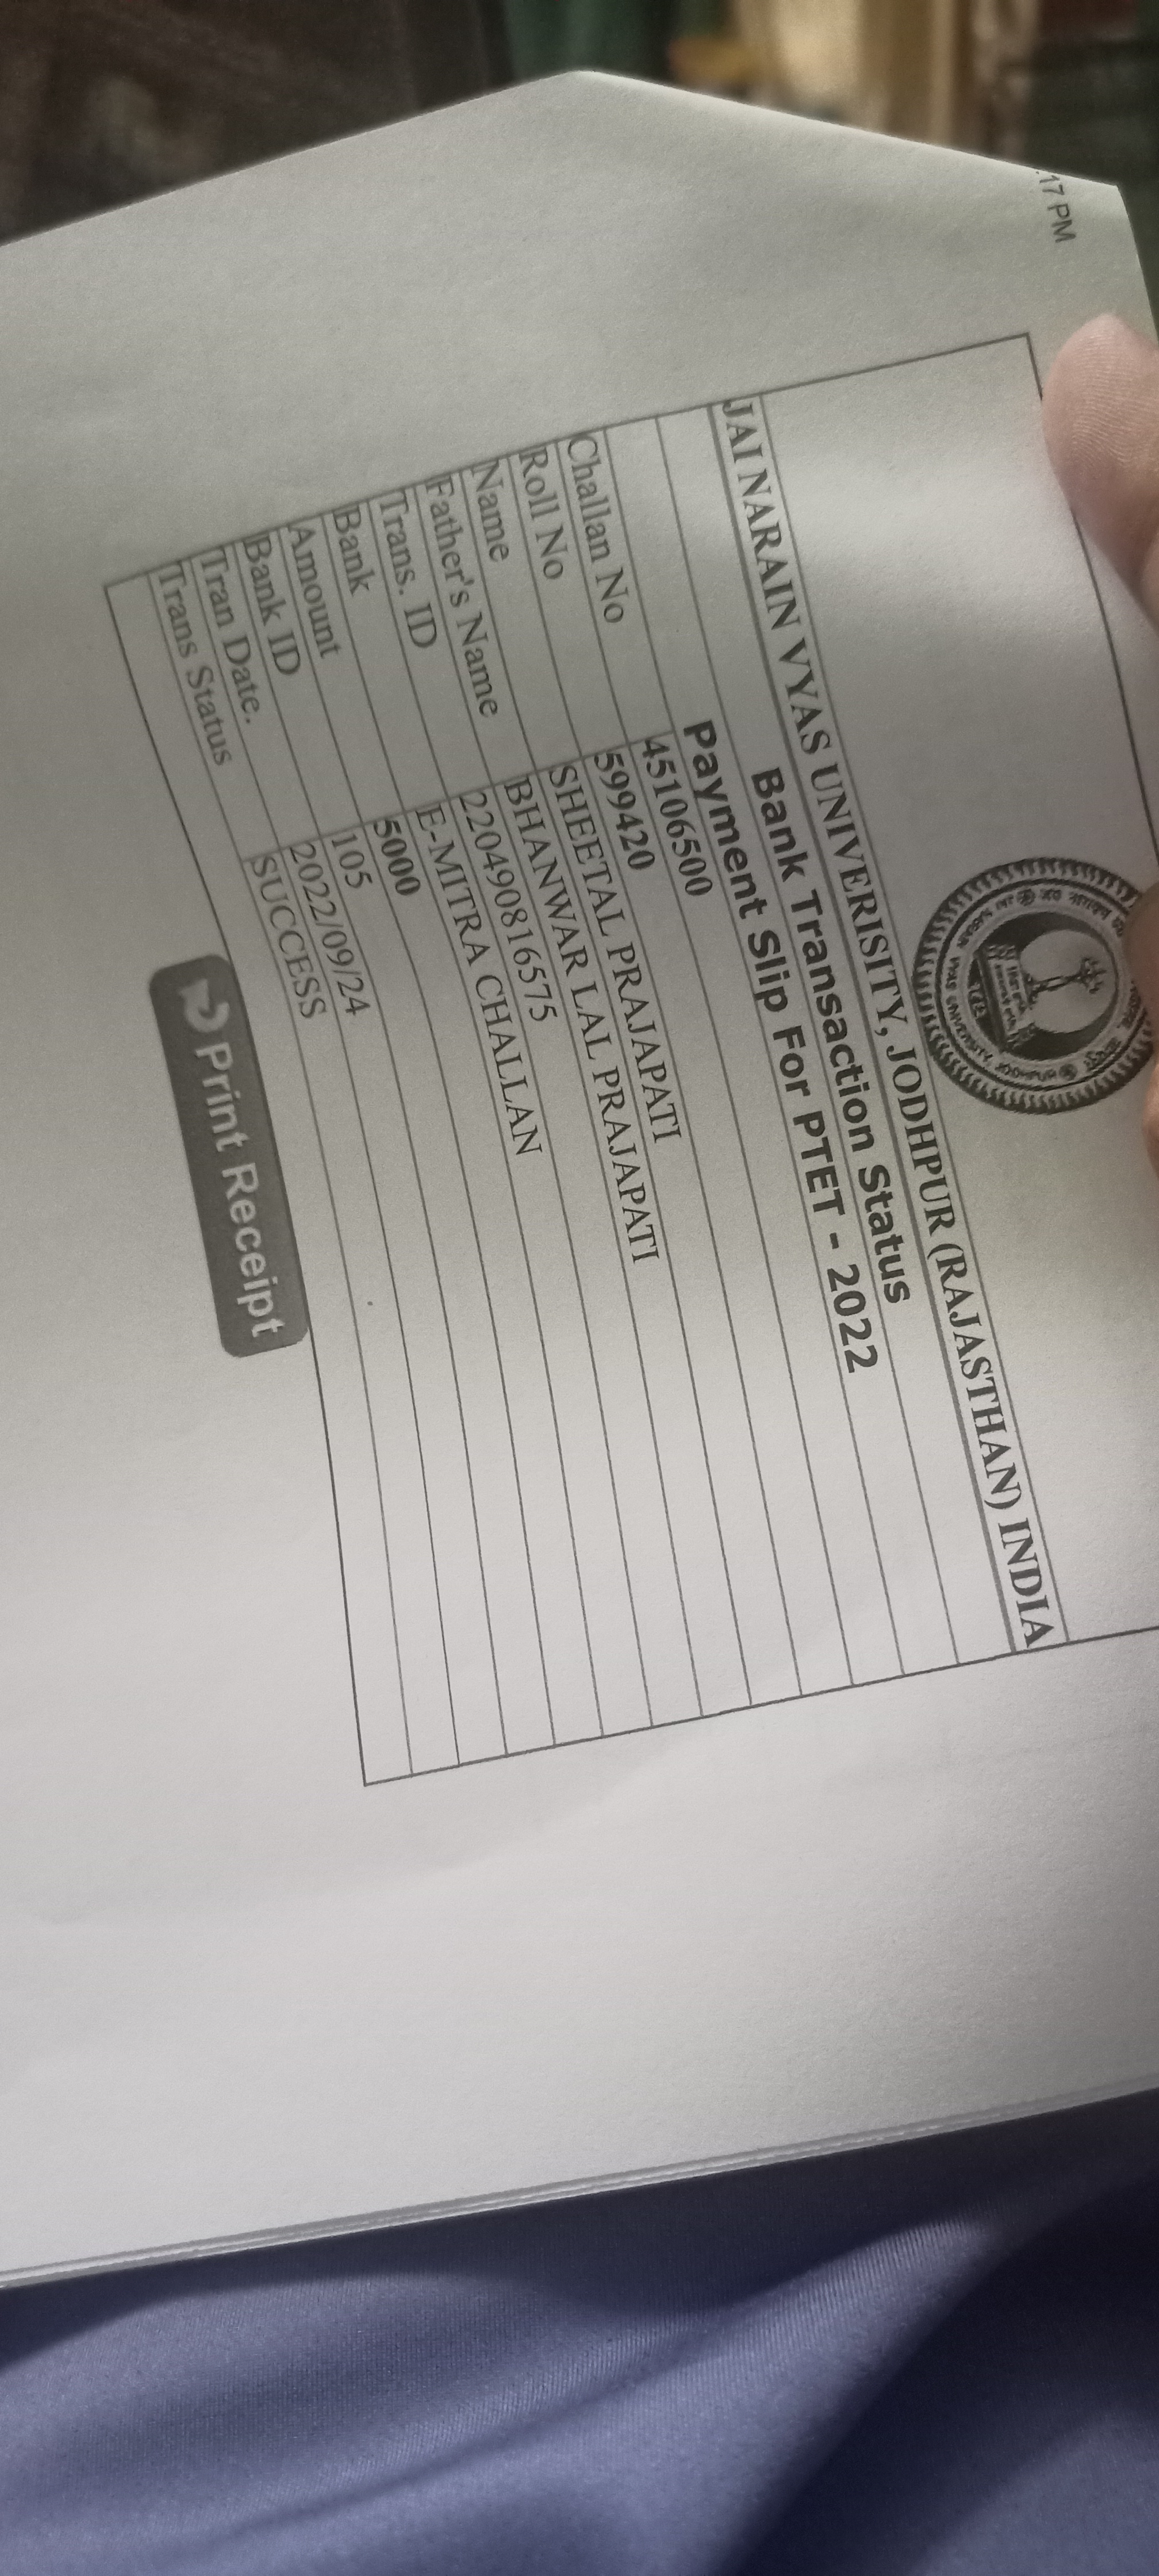 :17 PM
JAI NARAIN VYAS UNIVERISITY, JODHPUR (RAJASTHAN) INDIA
Bank Transaction Status
Payment Slip For PTET - 2022
Challan No 45106500
Roll No 599420
Name SHEETAL PRAJAPATI
Father's Name BHANWAR LAL PRAJAPATI
Trans. ID 220490816575
Bank E-MITRA CHALLAN
Amount 5000
Bank ID 105
Tran Date. 2022/09/24
Trans Status SUCCESS
Print Receipt